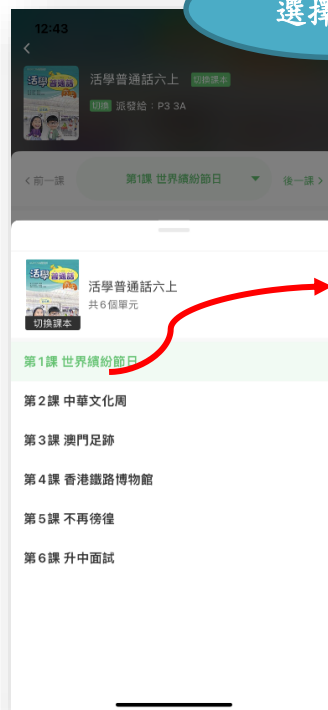 選擇
12:43
活學普通話六上 切換課本
切換 派發給：P3 3A
前一課 第1課 世界繽紛節日 後一課
活學普通話
活學普通話六上
共6個單元
切換課本
第1課 世界繽紛節日
第2課 中華文化周
第3課 澳門足跡
第4課 香港鐵路博物館
第5課 不再徬徨
第6課 升中面試